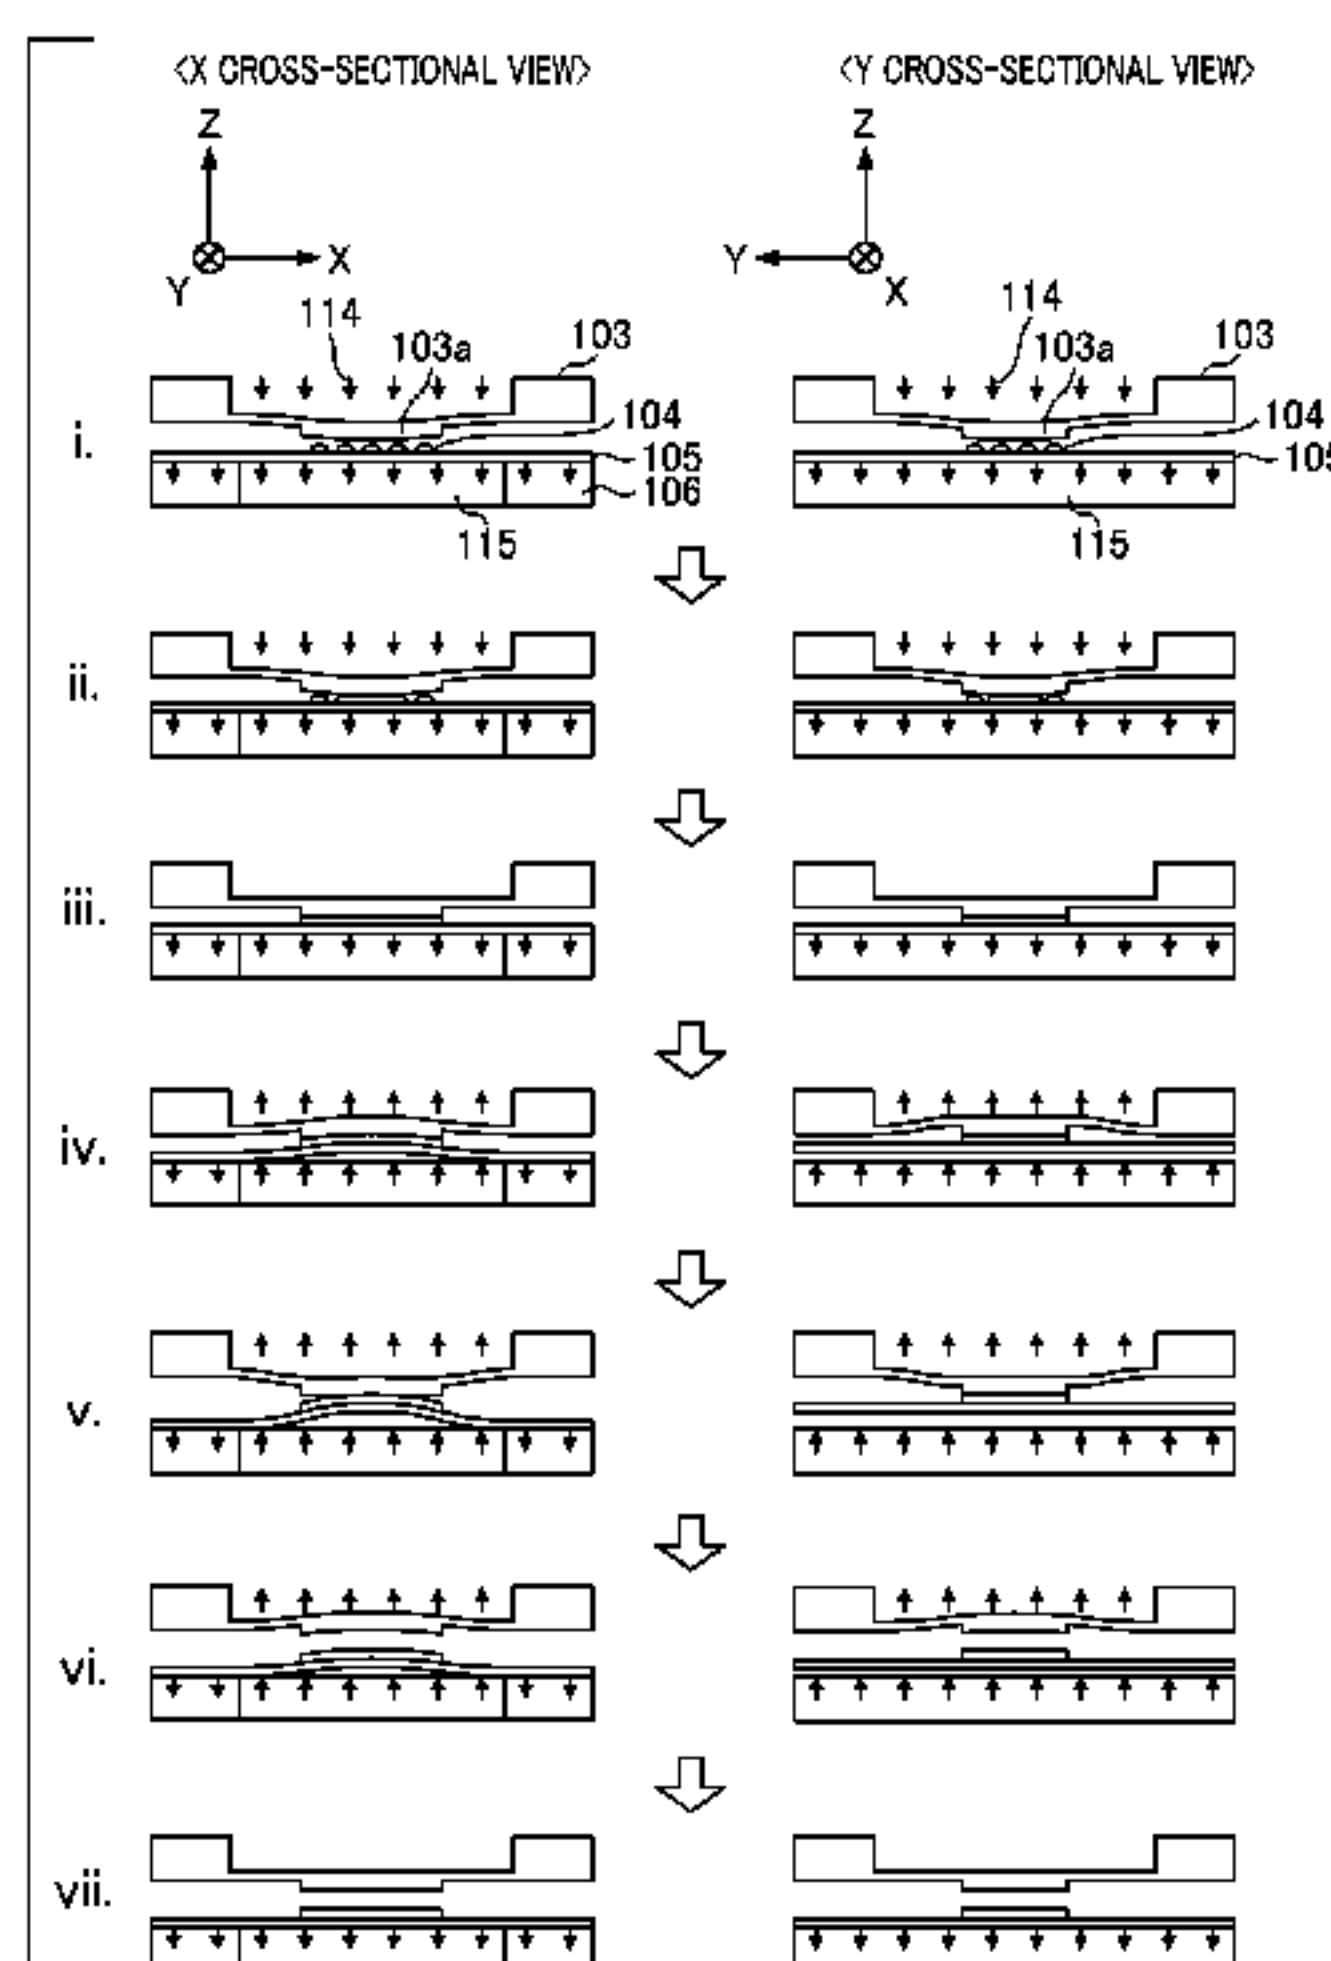 <X CROSS-SECTIONAL VIEW> <Y CROSS-SECTIONAL VIEW>
Z Z
X Y
Y X
114 114
103a 103 103a 103
104 104
i. 105 105
106
115 115
ii.
iii.
iv.
v.
vi.
vii.